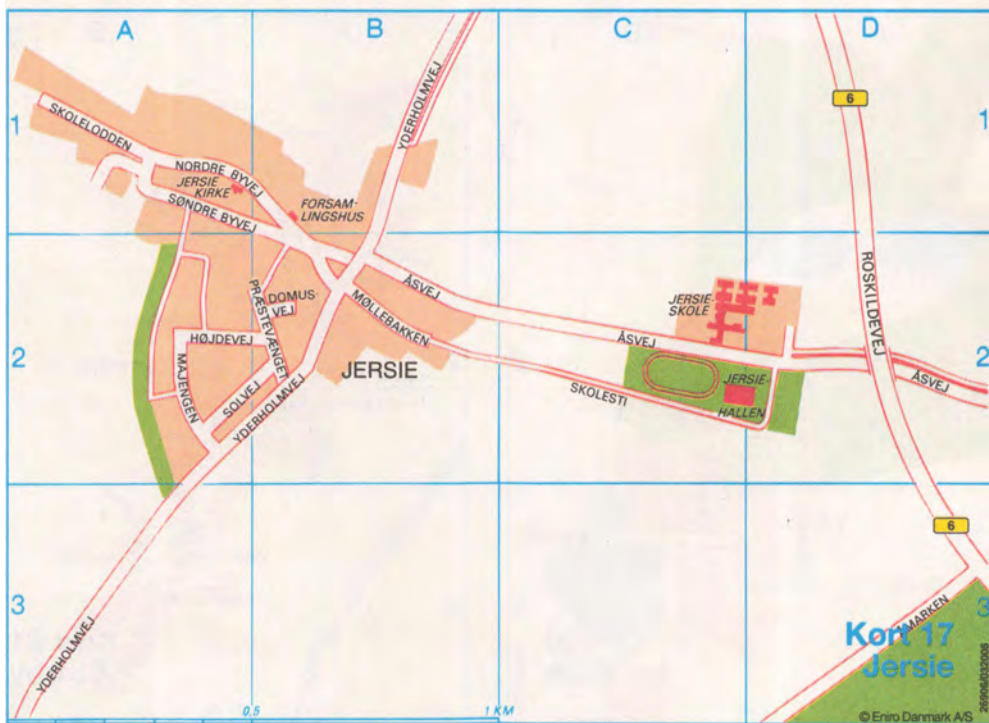 A
B
C
D
1
1
6
YDERHOLMVEJ
SKOLELODDEN
NORDRE BYVEJ
JERSIE
KIRKE
FORSAM-
LINGSHUS
SØNDRE BYVEJ
ROSKILDEVEJ
ÅSVEJ
PRÆSTEVÆNGET
DOMUS-
VEJ
MØLLEBAKKEN
JERSIE-
SKOLE
2
HØJDEVEJ
ÅSVEJ
2
MAJENGEN
JERSIE
SOLVEJ
YDERHOLMVEJ
SKOLESTI
JERSIE-
HALLEN
ÅSVEJ
6
3
3
YDERHOLMVEJ
MARKEN
Kort 17
Jersie
0.5
1 KM
© Eniro Danmark A/S